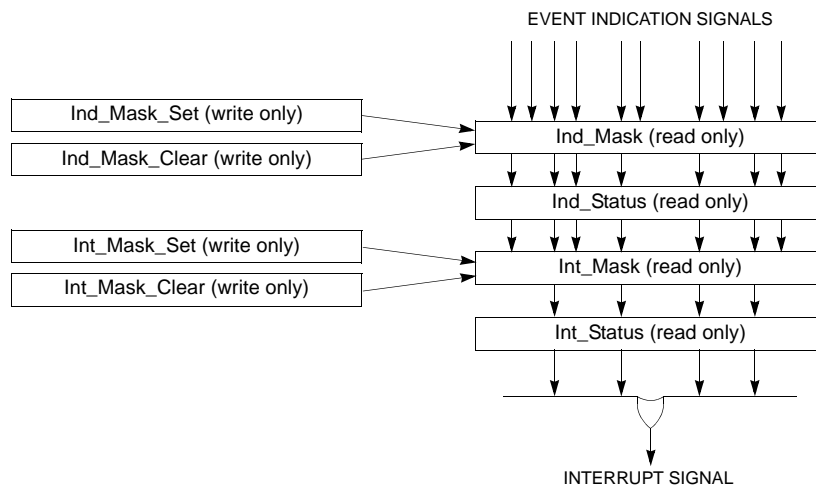 EVENT INDICATION SIGNALS
Ind_Mask_Set (write only)
Ind_Mask (read only)
Ind_Mask_Clear (write only)
Ind_Status (read only)
Int_Mask_Set (write only)
Int_Mask (read only)
Int_Mask_Clear (write only)
Int_Status (read only)
INTERRUPT SIGNAL